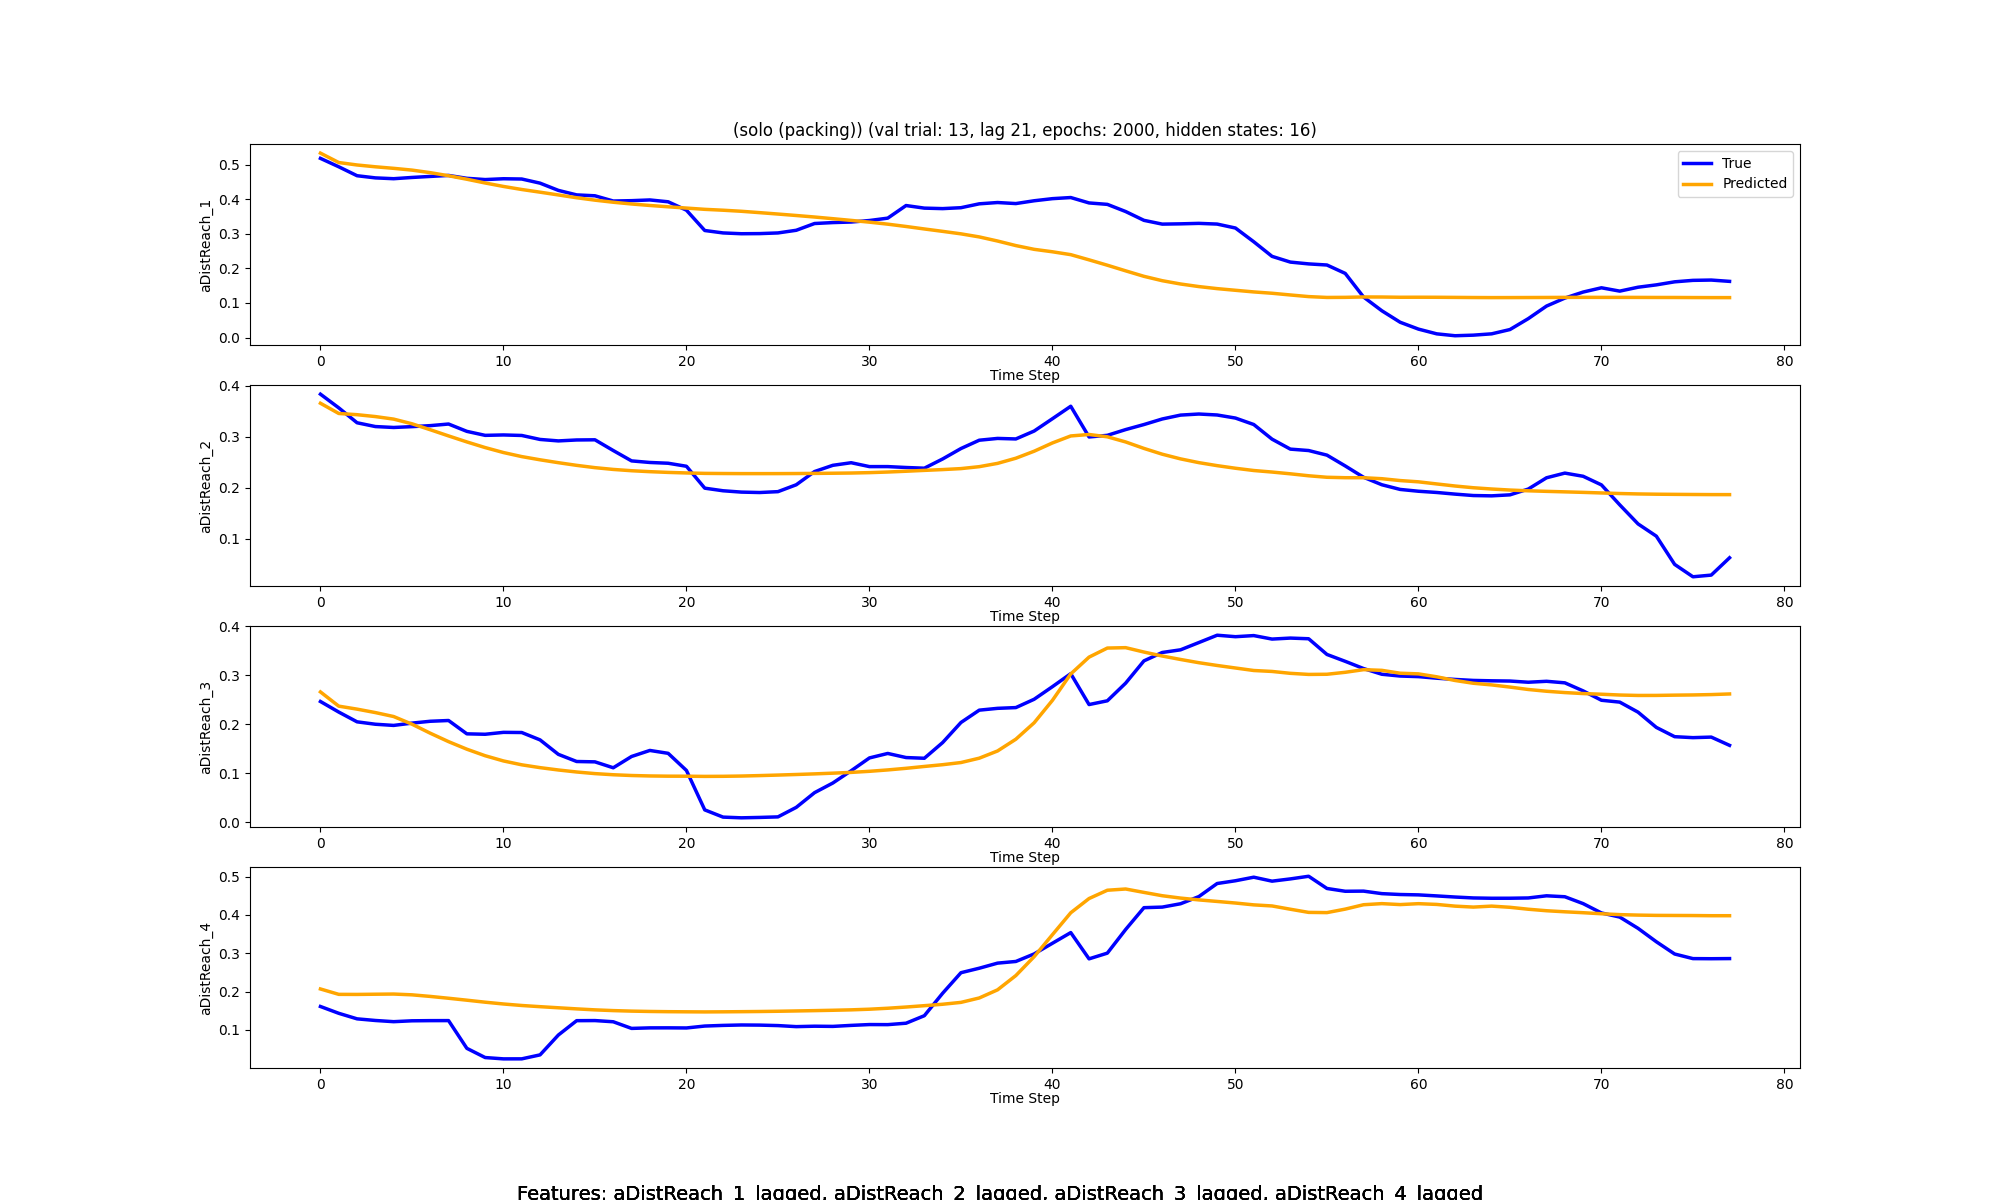 (solo (packing)) (val trial: 13, lag 21, epochs: 2000, hidden states: 16)
True
Predicted
aDistReach_1
0.5
0.4
0.3
0.2
0.1
0.0
0 10 20 30 40 50 60 70 80
Time Step
aDistReach_2
0.4
0.3
0.2
0.1
0 10 20 30 40 50 60 70 80
Time Step
aDistReach_3
0.4
0.3
0.2
0.1
0.0
0 10 20 30 40 50 60 70 80
Time Step
aDistReach_4
0.5
0.4
0.3
0.2
0.1
0 10 20 30 40 50 60 70 80
Time Step
Features: aDistReach_1_lagged, aDistReach_2_lagged, aDistReach_3_lagged, aDistReach_4_lagged